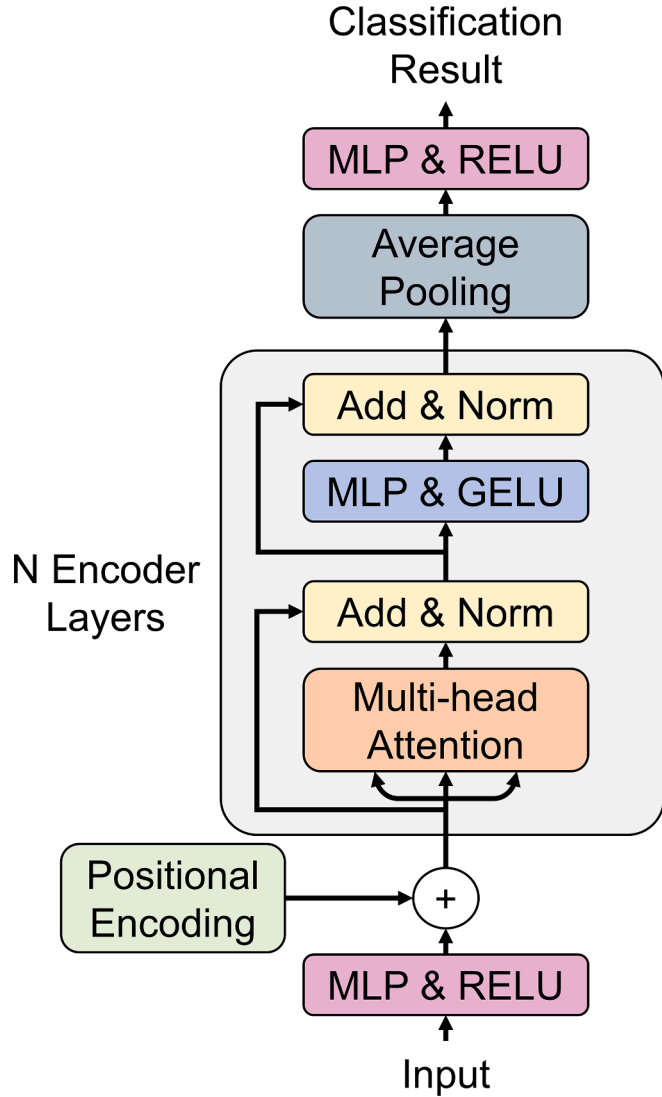 Classification
Result
MLP & RELU
Average
Pooling
Add & Norm
MLP & GELU
N Encoder
Layers
Add & Norm
Multi-head
Attention
Positional
Encoding
+
MLP & RELU
Input